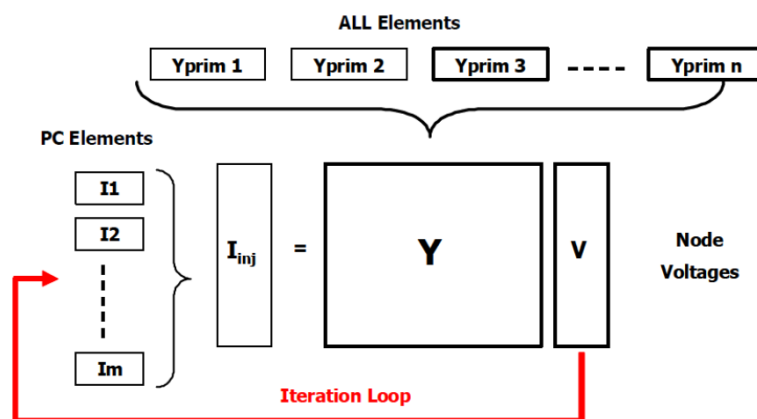 ALL Elements
Yprim 1 Yprim 2 Yprim 3 Yprim n
PC Elements
I1
I2
Im
Iinj = Y V
Node
Voltages
Iteration Loop